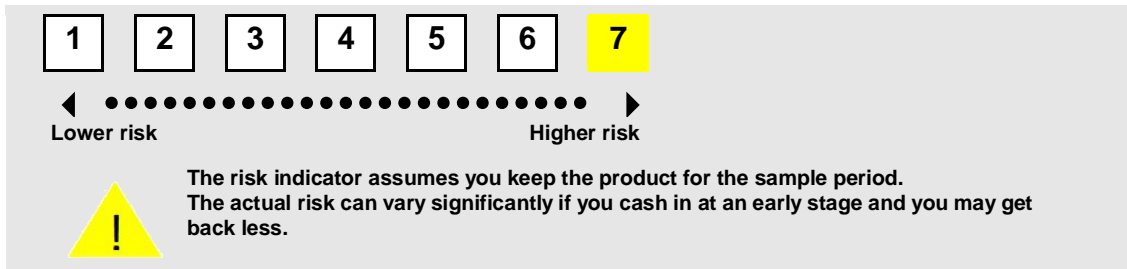 1 2 3 4 5 6 7
Lower risk Higher risk
The risk indicator assumes you keep the product for the sample period.
The actual risk can vary significantly if you cash in at an early stage and you may get
back less.
!